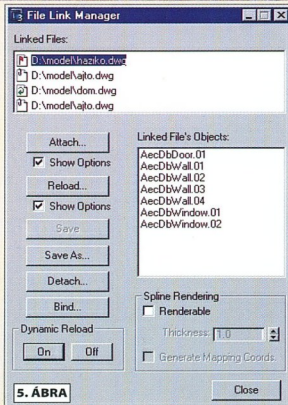 File Link Manager
Linked Files:
D:\model\haziko.dwg
D:\model\ajto.dwg
D:\model\dom.dwg
D:\model\ajto.dwg
Attach...
Show Options
Reload...
Show Options
Save
Save As...
Detach...
Bind...
Dynamic Reload
On Off
Linked File's Objects:
AecDbDoor.01
AecDbWall.01
AecDbWall.02
AecDbWall.03
AecDbWall.04
AecDbWindow.01
AecDbWindow.02
Spline Rendering
Renderable
Thickness: 1.0
Generate Mapping Coords.
Close
5. ÁBRA